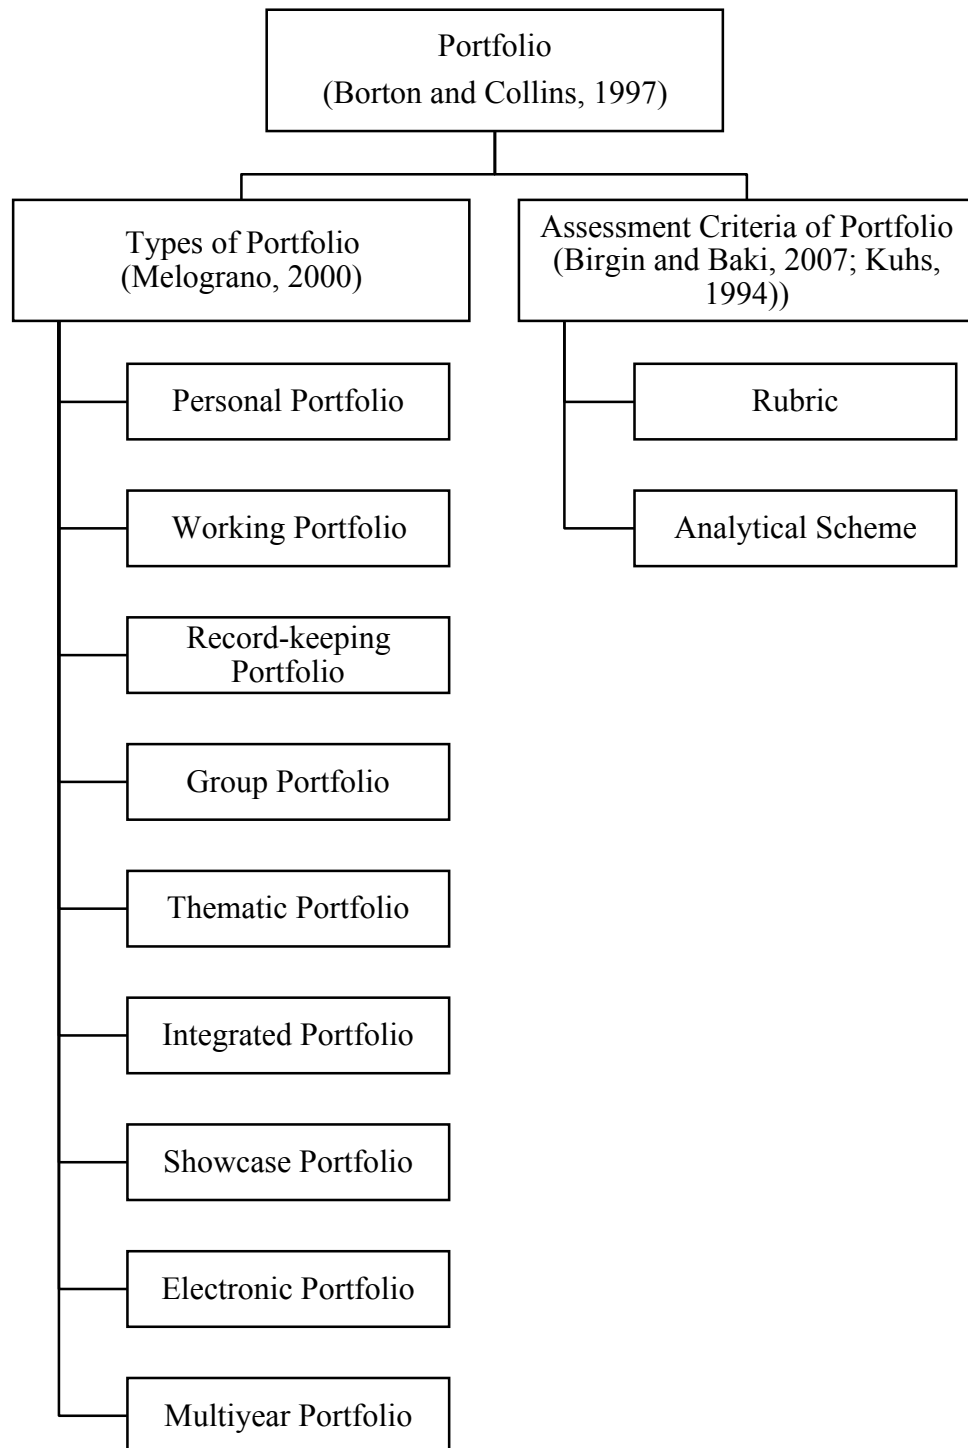 Portfolio
(Borton and Collins, 1997)
Types of Portfolio
(Melograno, 2000)
Assessment Criteria of Portfolio
(Birgin and Baki, 2007; Kuhs,
1994))
Personal Portfolio
Working Portfolio
Record-keeping
Portfolio
Group Portfolio
Thematic Portfolio
Integrated Portfolio
Showcase Portfolio
Electronic Portfolio
Multiyear Portfolio
Rubric
Analytical Scheme